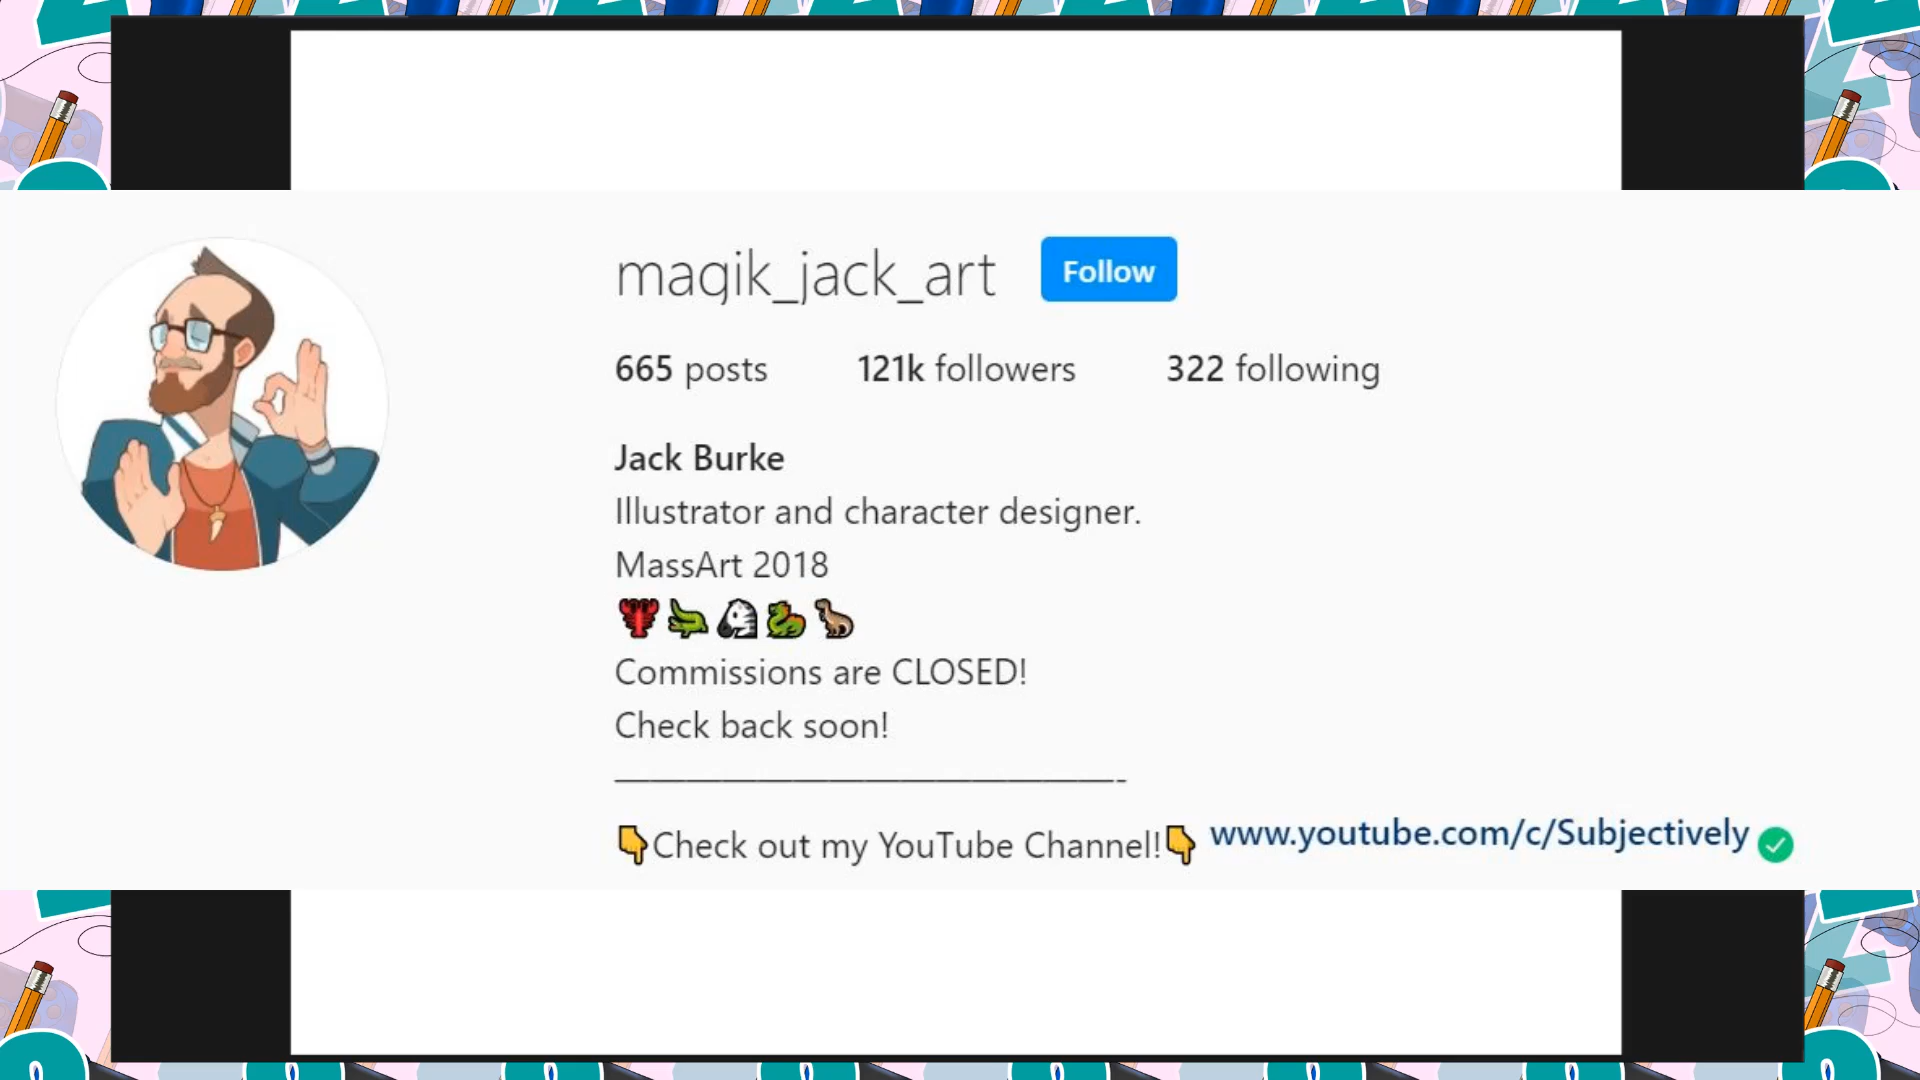 magik_jack_art Follow
665 posts 121k followers 322 following
Jack Burke
Illustrator and character designer.
MassArt 2018
🦞🐊🦓🐉🦖
Commissions are CLOSED!
Check back soon!
——————————————-
👇Check out my YouTube Channel!👇 www.youtube.com/c/Subjectively